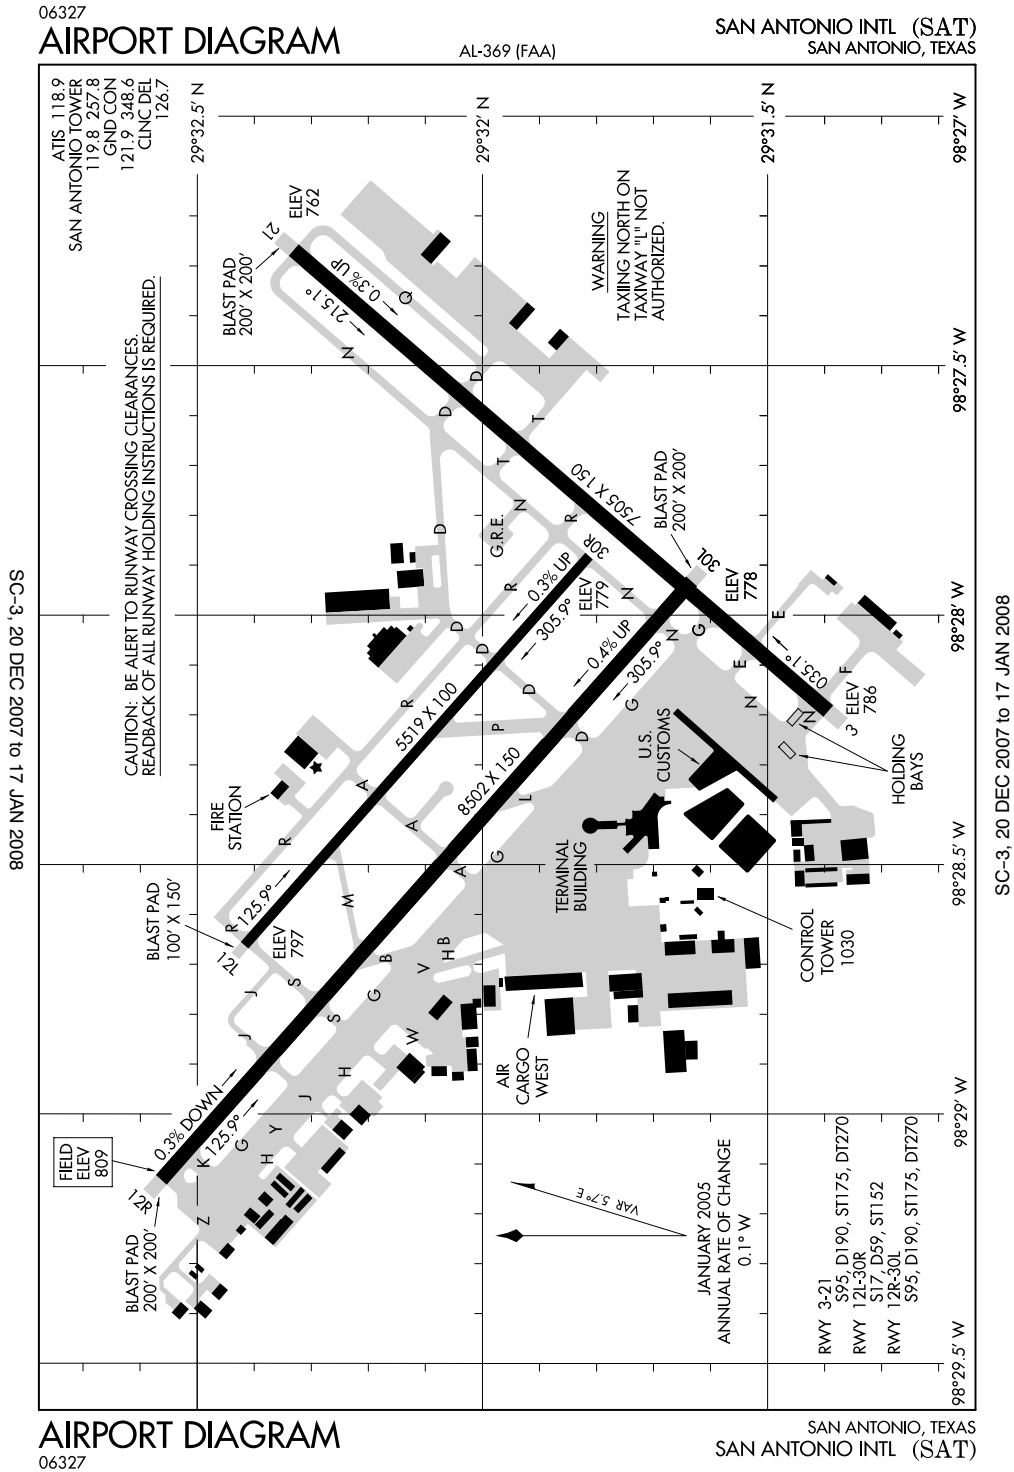 06327
AIRPORT DIAGRAM
AL-369 (FAA)
SAN ANTONIO INTL (SAT)
SAN ANTONIO, TEXAS
ATIS 118.9
SAN ANTONIO TOWER
119.8 257.8
GND CON
121.9 348.6
CLNC DEL
126.7
CAUTION: BE ALERT TO RUNWAY CROSSING CLEARANCES.
READBACK OF ALL RUNWAY HOLDING INSTRUCTIONS IS REQUIRED.
29°32.5' N
29°32' N
29°31.5' N
98°27' W
98°27.5' W
98°28' W
98°28.5' W
98°29' W
98°29.5' W
WARNING
TAXIING NORTH ON
TAXIWAY "L" NOT
AUTHORIZED.
21
ELEV
762
BLAST PAD
200' X 200'
0.3% UP
215.1°
Q
N
D
D
T
T
D
N
R
G.R.E.
7505 X 150
BLAST PAD
200' X 200'
30L
ELEV
778
30R
ELEV
779
0.3% UP
305.9°
R
D
D
D
N
N
G
0.4% UP
305.9°
G
D
P
E
E
N
N
F
035.1°
3
ELEV
786
HOLDING
BAYS
U.S.
CUSTOMS
R
A
A
A
5519 X 100
8502 X 150
L
G
FIRE
STATION
R
R
M
TERMINAL
BUILDING
CONTROL
TOWER
1030
BLAST PAD
100' X 150'
12L
125.9°
ELEV
797
J
J
S
S
B
B
H
V
G
W
H
J
Y
H
G
K
Z
AIR
CARGO
WEST
FIELD
ELEV
809
0.3% DOWN
125.9°
12R
BLAST PAD
200' X 200'
VAR 5.7° E
JANUARY 2005
ANNUAL RATE OF CHANGE
0.1° W
RWY 3-21
S95, D190, ST175, DT270
RWY 12L-30R
S17, D59, ST152
RWY 12R-30L
S95, D190, ST175, DT270
SC-3, 20 DEC 2007 to 17 JAN 2008
SC-3, 20 DEC 2007 to 17 JAN 2008
AIRPORT DIAGRAM
06327
SAN ANTONIO, TEXAS
SAN ANTONIO INTL (SAT)